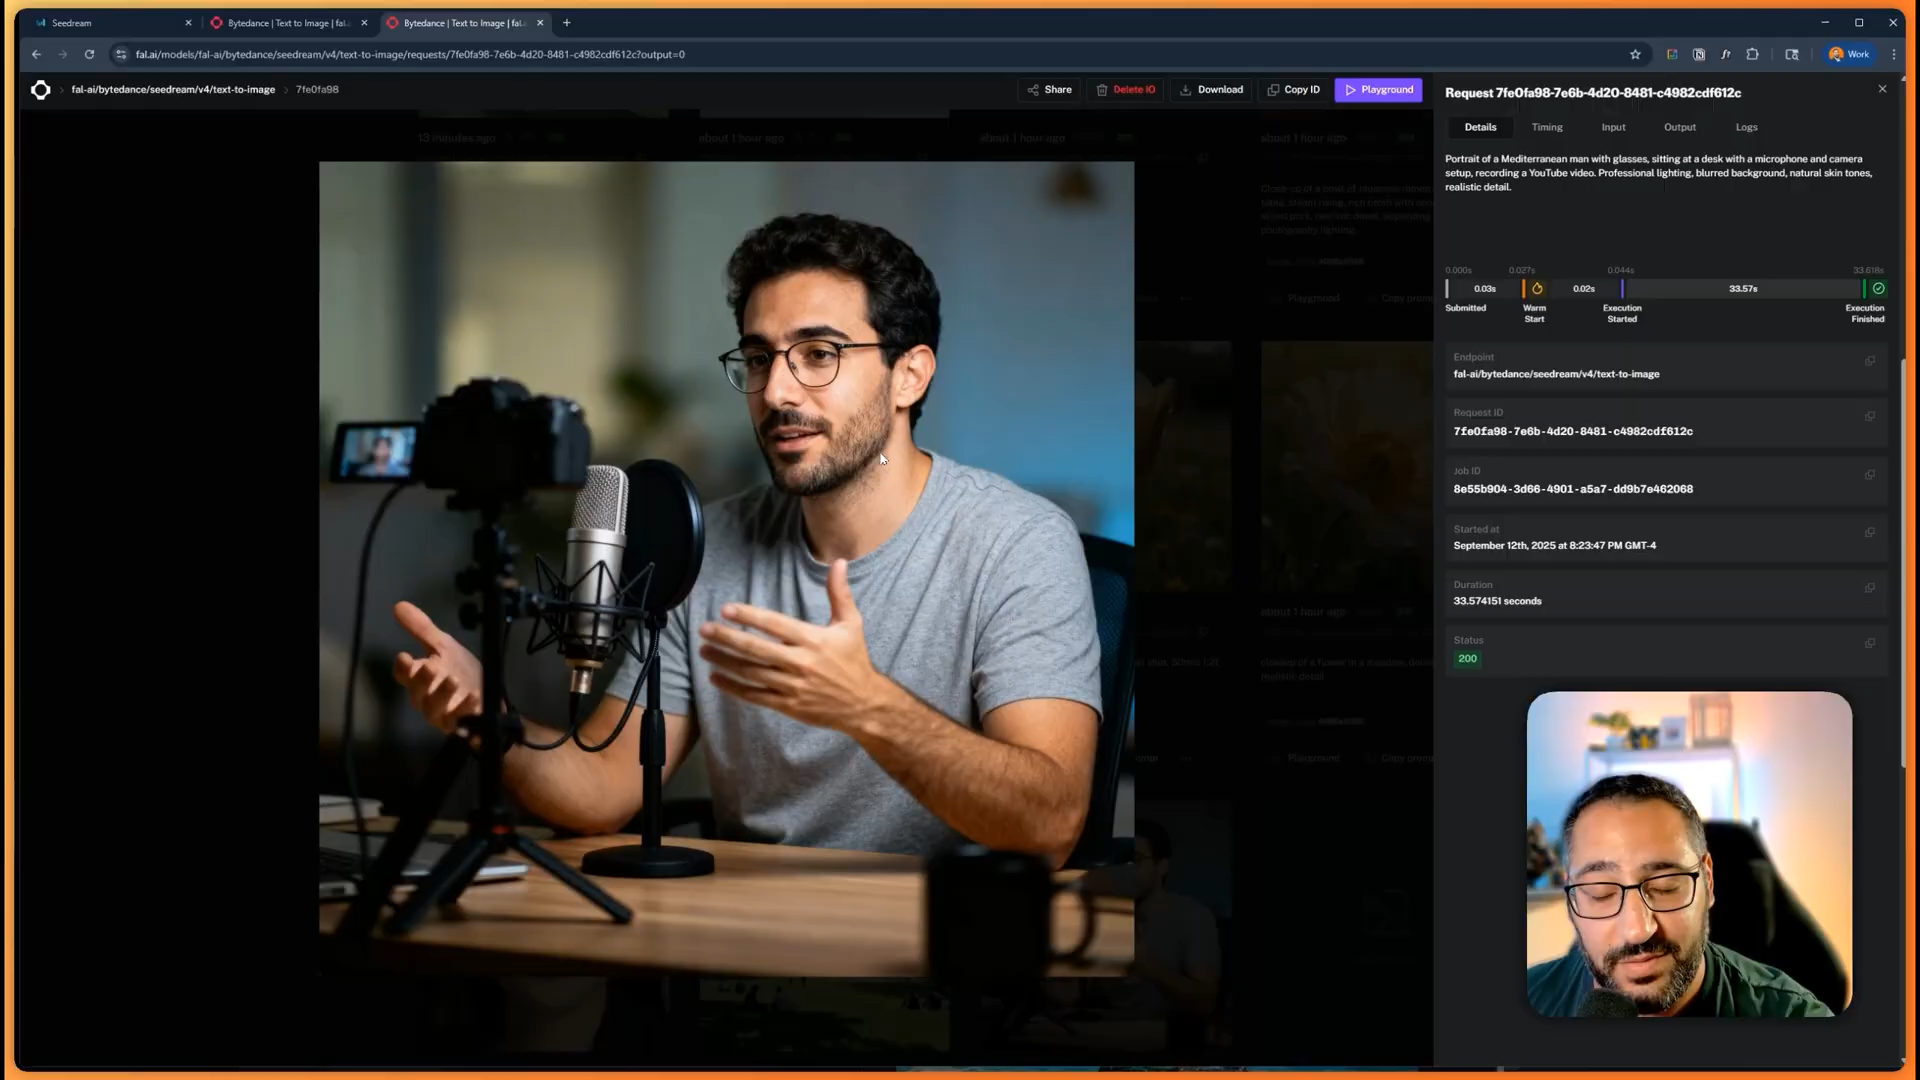 Seedream
Bytedance | Text to Image | fal.
Bytedance | Text to Image | fal.
fal.ai/models/fal-ai/bytedance/seedream/v4/text-to-image/requests/7fe0fa98-7e6b-4d20-8481-c4982cdf612c?output=0
Work
fal-ai/bytedance/seedream/v4/text-to-image
7fe0fa98
Share
Delete IO
Download
Copy ID
Playground
Request 7fe0fa98-7e6b-4d20-8481-c4982cdf612c
Details
Timing
Input
Output
Logs
13 minutes ago
about 1 hour ago
about 1 hour ago
about 1 hour ago
Portrait of a Mediterranean man with glasses, sitting at a desk with a microphone and camera
setup, recording a YouTube video. Professional lighting, blurred background, natural skin tones,
realistic detail.
0.000s
0.027s
0.044s
33.618s
0.03s
0.02s
33.57s
Submitted
Warm
Start
Execution
Started
Execution
Finished
Playground
Endpoint
fal-ai/bytedance/seedream/v4/text-to-image
Request ID
7fe0fa98-7e6b-4d20-8481-c4982cdf612c
Job ID
8e55b904-3d66-4901-a5a7-dd9b7e462068
Started at
September 12th, 2025 at 8:23:47 PM GMT-4
Duration
33.574151 seconds
about 1 hour ago
Status
200
realistic detail
Playground